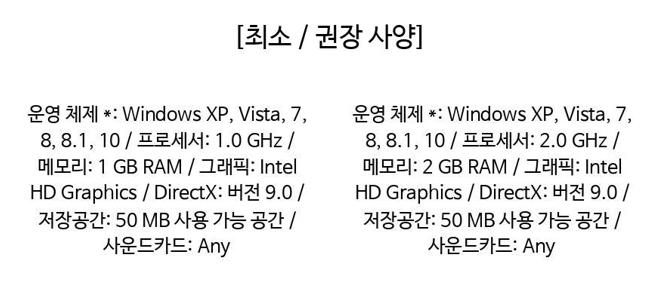 [최소 / 권장 사양]
운영 체제 *: Windows XP, Vista, 7,
8, 8.1, 10 / 프로세서: 1.0 GHz /
메모리: 1 GB RAM / 그래픽: Intel
HD Graphics / DirectX: 버전 9.0 /
저장공간: 50 MB 사용 가능 공간 /
사운드카드: Any
운영 체제 *: Windows XP, Vista, 7,
8, 8.1, 10 / 프로세서: 2.0 GHz /
메모리: 2 GB RAM / 그래픽: Intel
HD Graphics / DirectX: 버전 9.0 /
저장공간: 50 MB 사용 가능 공간 /
사운드카드: Any